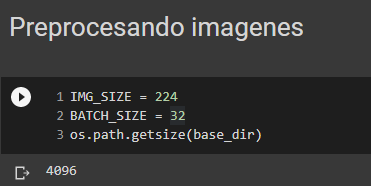 Preprocesando imagenes
1 IMG_SIZE = 224
2 BATCH_SIZE = 32
3 os.path.getsize(base_dir)
4096